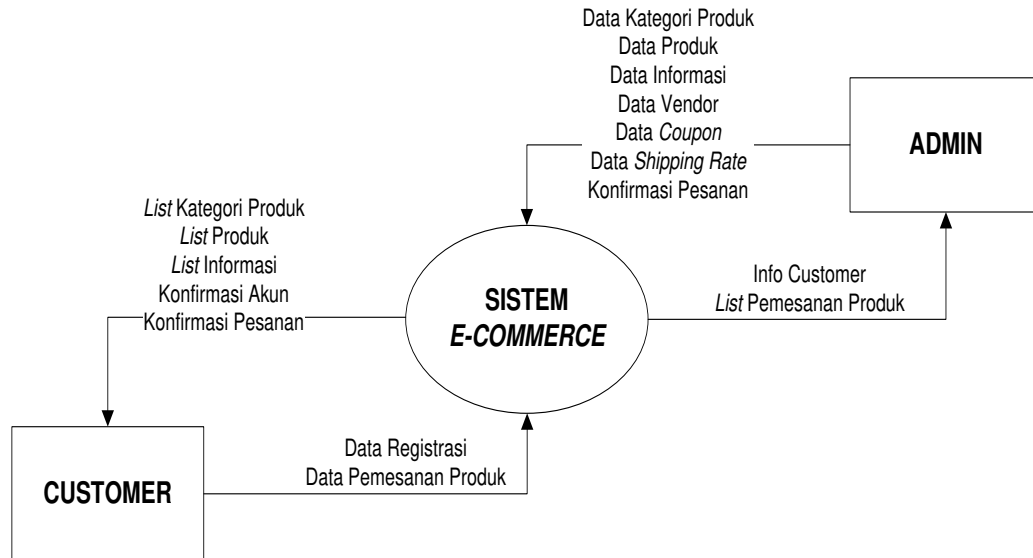 Data Kategori Produk
Data Produk
Data Informasi
Data Vendor
Data Coupon
Data Shipping Rate
Konfirmasi Pesanan
ADMIN
List Kategori Produk
List Produk
List Informasi
Konfirmasi Akun
Konfirmasi Pesanan
SISTEM
E-COMMERCE
Info Customer
List Pemesanan Produk
CUSTOMER
Data Registrasi
Data Pemesanan Produk